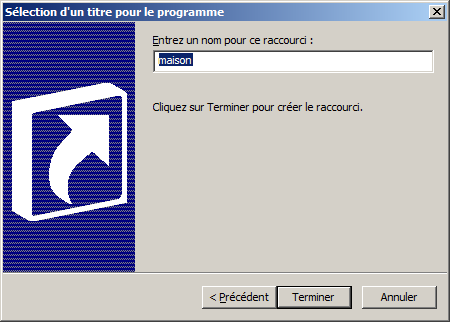 Sélection d'un titre pour le programme
Entrez un nom pour ce raccourci :
maison
Cliquez sur Terminer pour créer le raccourci.
< Précédent
Terminer
Annuler